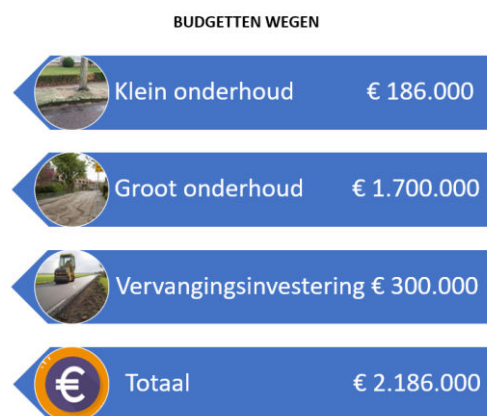 BUDGETTEN WEGEN
Klein onderhoud € 186.000
Groot onderhoud € 1.700.000
Vervangingsinvestering € 300.000
€ Totaal € 2.186.000